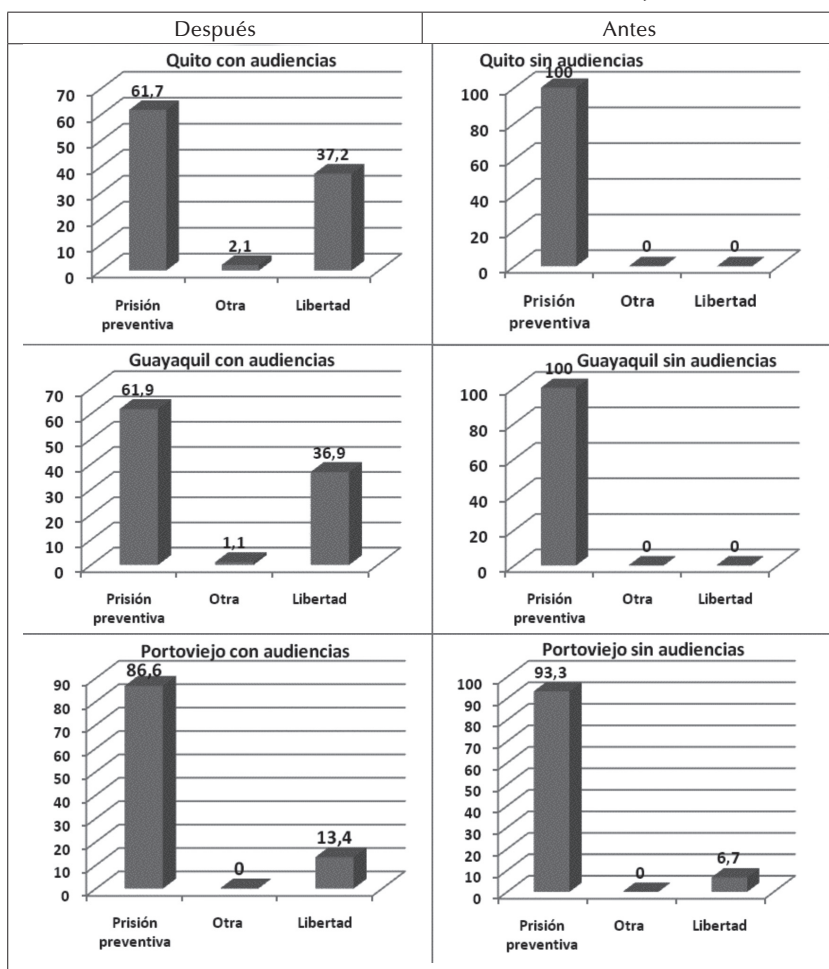 Después
Antes
Quito con audiencias
70
60
50
40
30
20
10
0
61,7
2,1
37,2
Prisión preventiva
Otra
Libertad
Quito sin audiencias
100
80
60
40
20
0
100
0
0
Prisión preventiva
Otra
Libertad
Guayaquil con audiencias
70
60
50
40
30
20
10
0
61,9
1,1
36,9
Prisión preventiva
Otra
Libertad
Guayaquil sin audiencias
100
80
60
40
20
0
100
0
0
Prisión preventiva
Otra
Libertad
Portoviejo con audiencias
90
80
70
60
50
40
30
20
10
0
86,6
0
13,4
Prisión preventiva
Otra
Libertad
Portoviejo sin audiencias
100
90
80
70
60
50
40
30
20
10
0
93,3
0
6,7
Prisión preventiva
Otra
Libertad